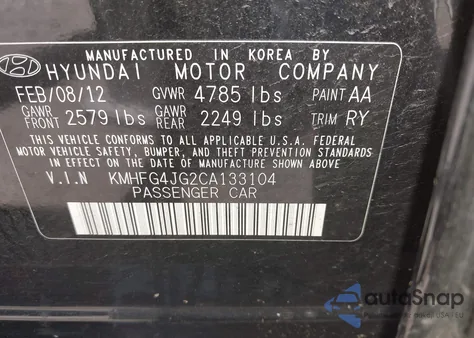 MANUFACTURED IN KOREA BY
HYUNDAI MOTOR COMPANY
FEB/08/12 GVWR 4785 lbs PAINT AA
GAWR FRONT 2579 lbs GAWR REAR 2249 lbs TRIM RY
THIS VEHICLE CONFORMS TO ALL APPLICABLE U.S.A. FEDERAL
MOTOR VEHICLE SAFETY, BUMPER, AND THEFT PREVENTION STANDARDS
IN EFFECT ON THE DATE OF MANUFACTURE SHOWN ABOVE.
V.I.N KMHFG4JG2CA133104
PASSENGER CAR
autoSnap
USA / EU